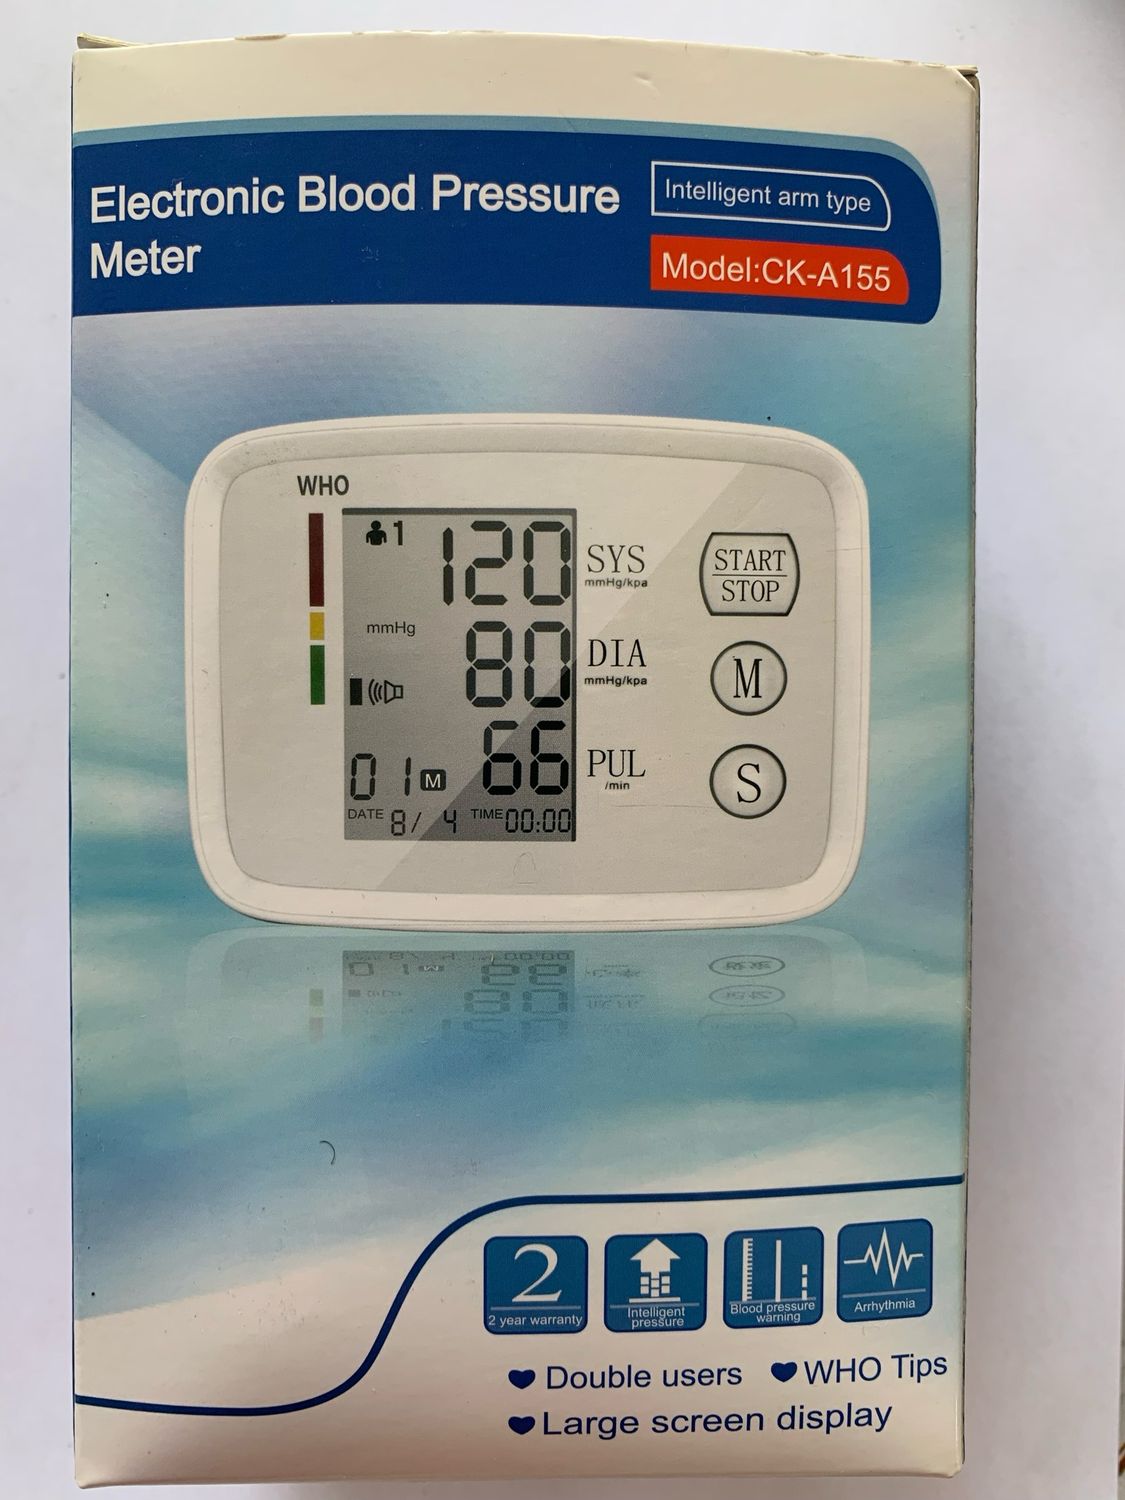 Electronic Blood Pressure
Meter
Intelligent arm type
Model:CK-A155
WHO
1
120
SYS
mmHg/kpa
mmHg
80
DIA
mmHg/kpa
01 M
66
PUL
/min
DATE 8/ 4 TIME 00:00
START
STOP
M
S
2
2 year warranty
Intelligent
pressure
Blood pressure
warning
Arrhythmia
Double users
WHO Tips
Large screen display